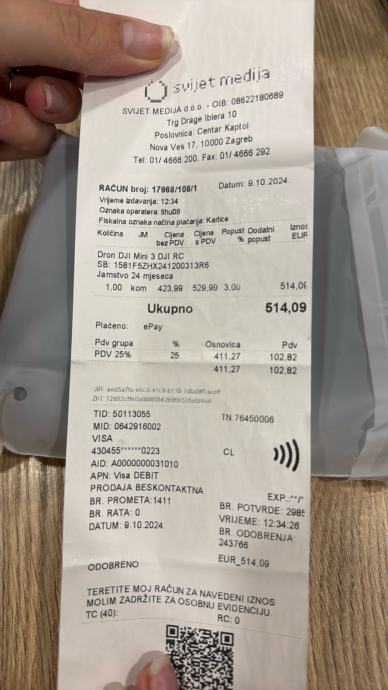 svijet medija
SVIJET MEDIJA d.o.o. - OIB: 08622180689
Trg Drage Iblera 10
Poslovnica: Centar Kaptol
Nova Ves 17, 10000 Zagreb
Tel: 01/ 4666 200, Fax: 01/ 4666 292
RAČUN broj: 17968/108/1 Datum: 9.10.2024.
Vrijeme izdavanja: 12:34
Oznaka operatera: tihu08
Fiskalna oznaka načina plaćanja: Kartice
Količina JM Cijena bez PDV Cijena s PDV Popust % Dodatni popust Iznos EUR
Dron DJI Mini 3 DJI RC
SB: 1581F5ZHX241200313R6
Jamstvo 24 mjeseca
1,00 kom 423,99 529,99 3,00 514,09
Ukupno 514,09
Plaćeno: ePay
Pdv grupa % Osnovica Pdv
PDV 25% 25 411,27 102,82
411,27 102,82
TID: 50113055 TN:76450006
MID: 0642916002
VISA
430455******0223 CL
AID: A0000000031010
APN: Visa DEBIT
PRODAJA BESKONTAKTNA EXP.:**/*
BR. PROMETA:1411 BR. POTVRDE: 2985
BR. RATA: 0 VRIJEME: 12:34:26
DATUM: 9.10.2024. BR. ODOBRENJA:
243766
ODOBRENO EUR_514,09
TERETITE MOJ RAČUN ZA NAVEDENI IZNOS
MOLIM ZADRŽITE ZA OSOBNU EVIDENCIJU.
TC (40): RC: 0